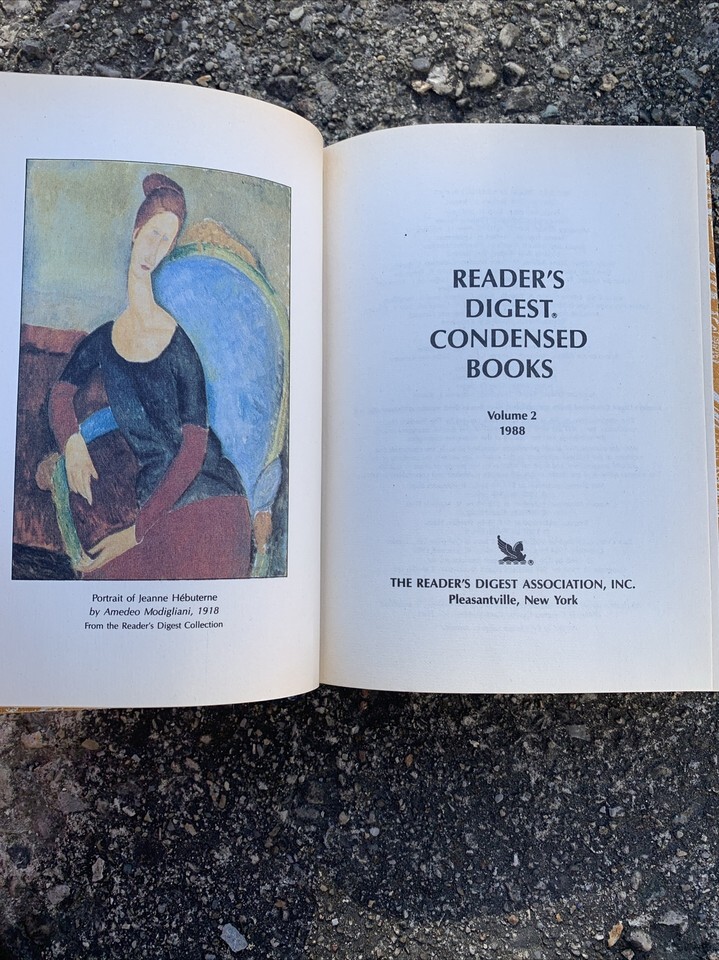 Portrait of Jeanne Hébuterne
by Amedeo Modigliani, 1918
From the Reader's Digest Collection
READER'S
DIGEST®
CONDENSED
BOOKS
Volume 2
1988
®
THE READER'S DIGEST ASSOCIATION, INC.
Pleasantville, New York